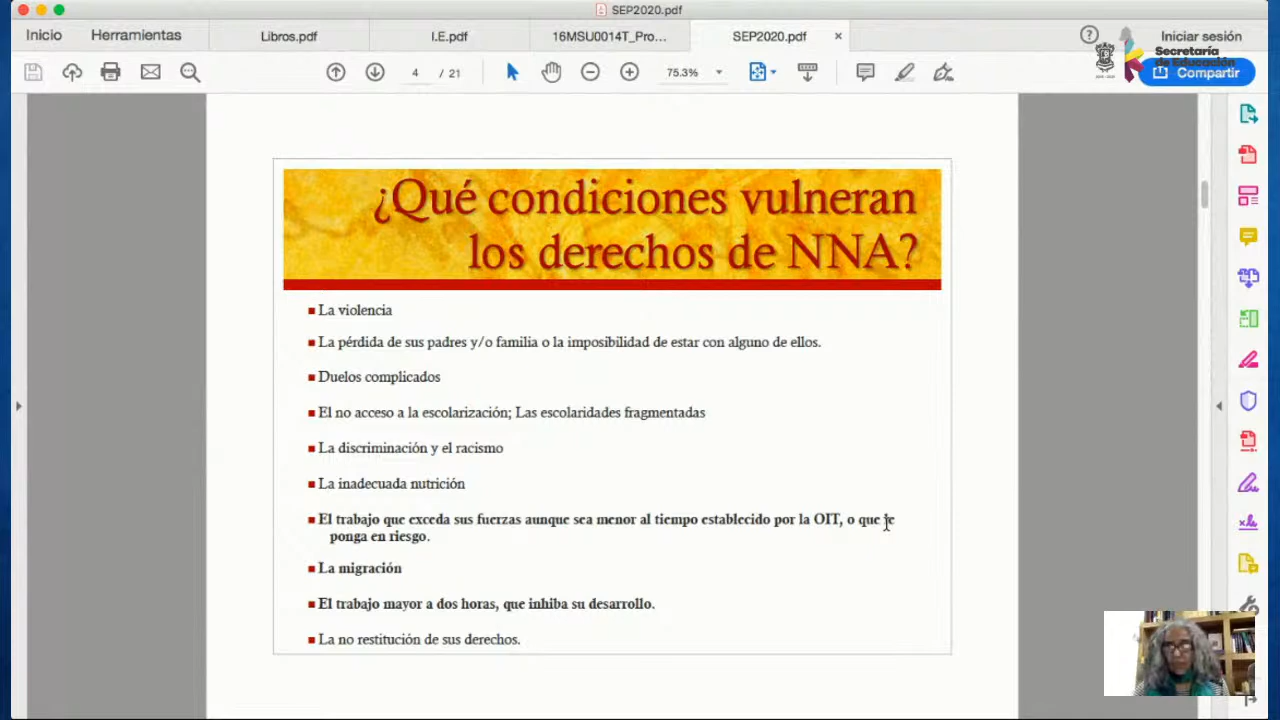 SEP2020.pdf
Inicio
Herramientas
Libros.pdf
I.E.pdf
16MSU0014T_Pro...
SEP2020.pdf
Iniciar sesión
Secretaría
de Educación
4 / 21
75.3%
Compartir
¿Qué condiciones vulneran
los derechos de NNA?
La violencia
La pérdida de sus padres y/o familia o la imposibilidad de estar con alguno de ellos.
Duelos complicados
El no acceso a la escolarización; Las escolaridades fragmentadas
La discriminación y el racismo
La inadecuada nutrición
El trabajo que exceda sus fuerzas aunque sea menor al tiempo establecido por la OIT, o que le
ponga en riesgo.
La migración
El trabajo mayor a dos horas, que inhiba su desarrollo.
La no restitución de sus derechos.